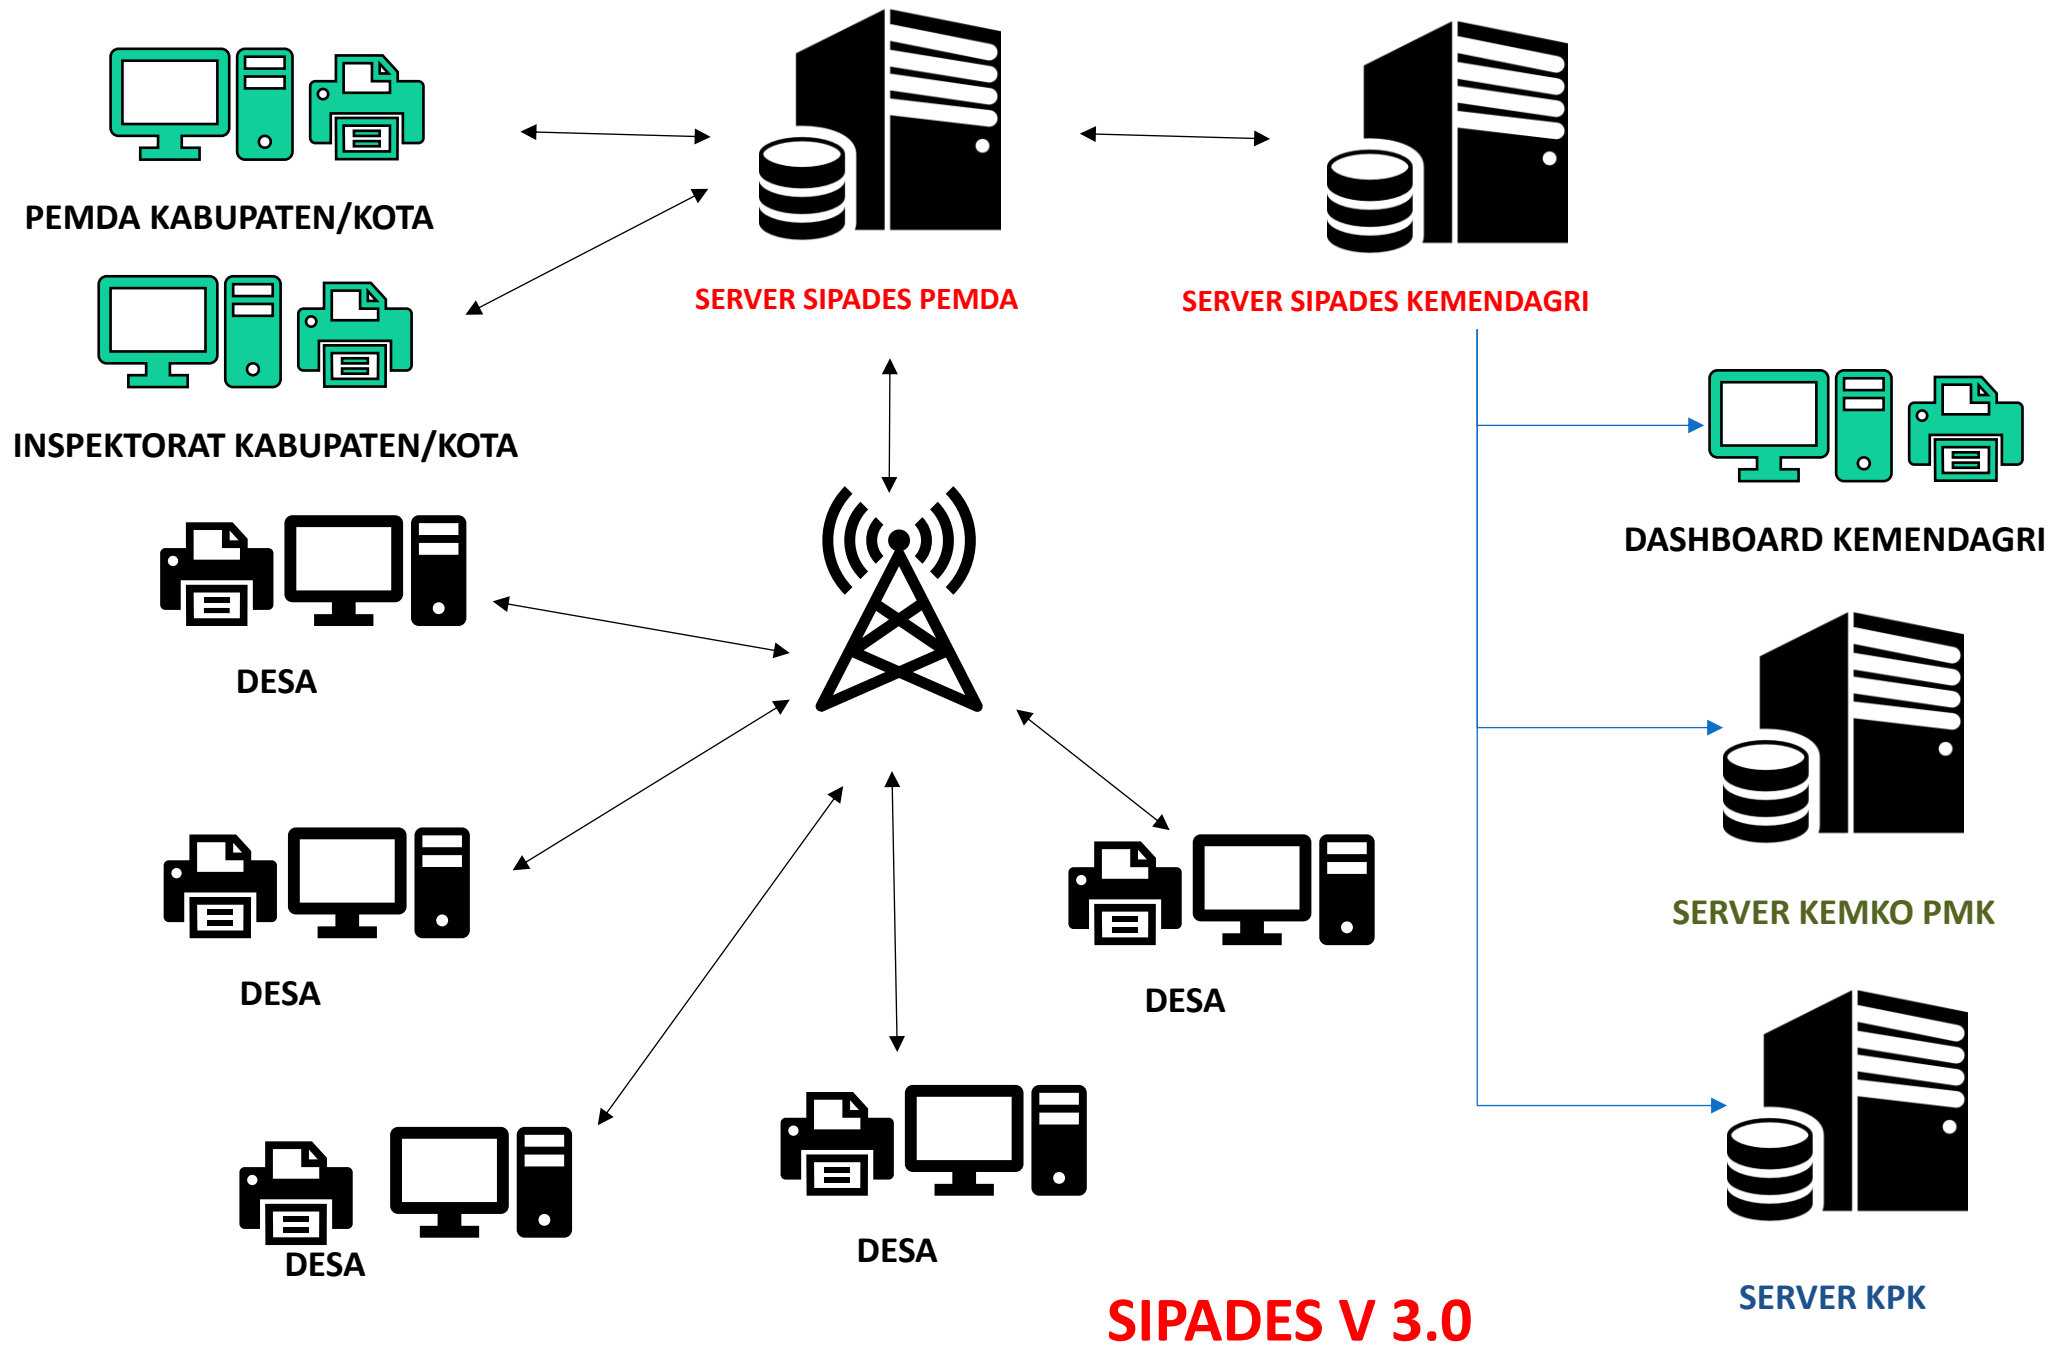 PEMDA KABUPATEN/KOTA
SERVER SIPADES PEMDA
SERVER SIPADES KEMENDAGRI
INSPEKTORAT KABUPATEN/KOTA
DASHBOARD KEMENDAGRI
DESA
SERVER KEMKO PMK
DESA
DESA
DESA
DESA
SERVER KPK
SIPADES V 3.0